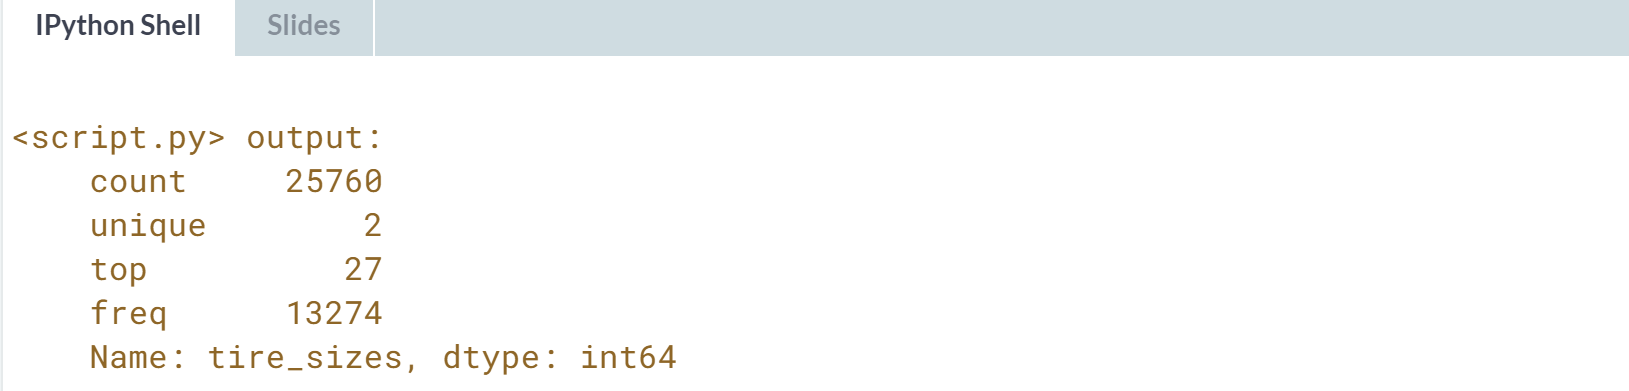 IPython Shell Slides
<script.py> output:
count 25760
unique 2
top 27
freq 13274
Name: tire_sizes, dtype: int64